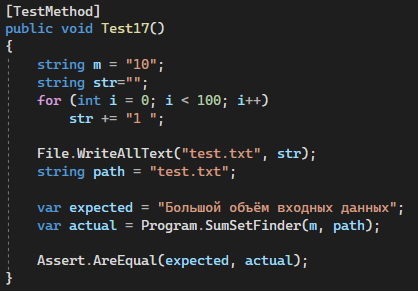 [TestMethod]
public void Test17()
{
string m = "10";
string str="";
for (int i = 0; i < 100; i++)
str += "1 ";
File.WriteAllText("test.txt", str);
string path = "test.txt";
var expected = "Большой объём входных данных";
var actual = Program.SumSetFinder(m, path);
Assert.AreEqual(expected, actual);
}